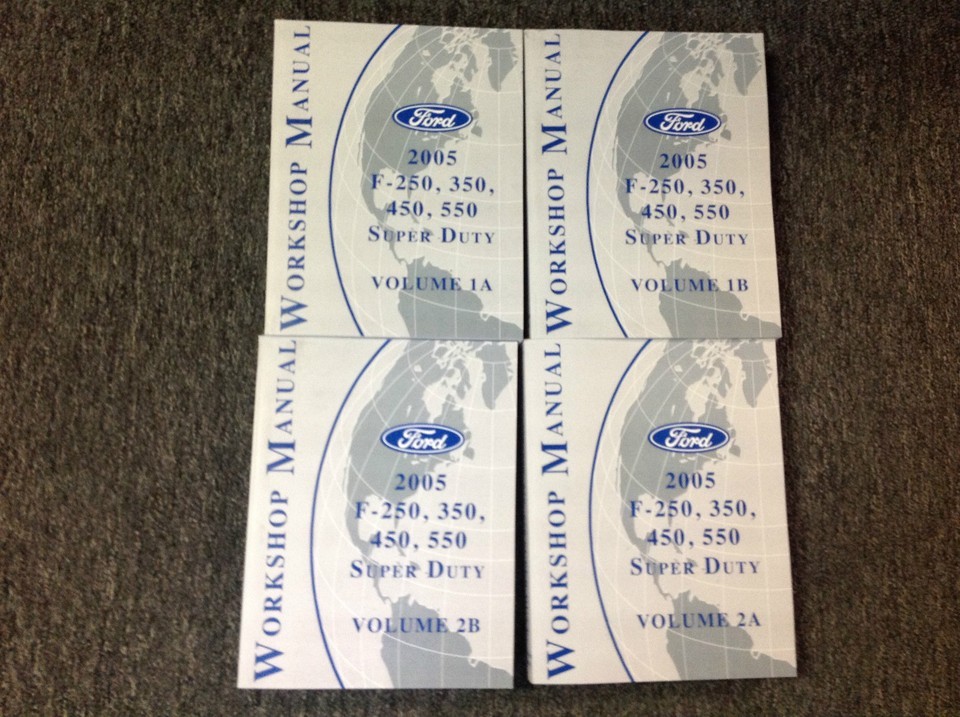 WORKSHOP MANUAL
Ford
2005
F-250, 350,
450, 550
SUPER DUTY
VOLUME 1A
WORKSHOP MANUAL
Ford
2005
F-250, 350,
450, 550
SUPER DUTY
VOLUME 1B
WORKSHOP MANUAL
Ford
2005
F-250, 350,
450, 550
SUPER DUTY
VOLUME 2B
WORKSHOP MANUAL
Ford
2005
F-250, 350,
450, 550
SUPER DUTY
VOLUME 2A